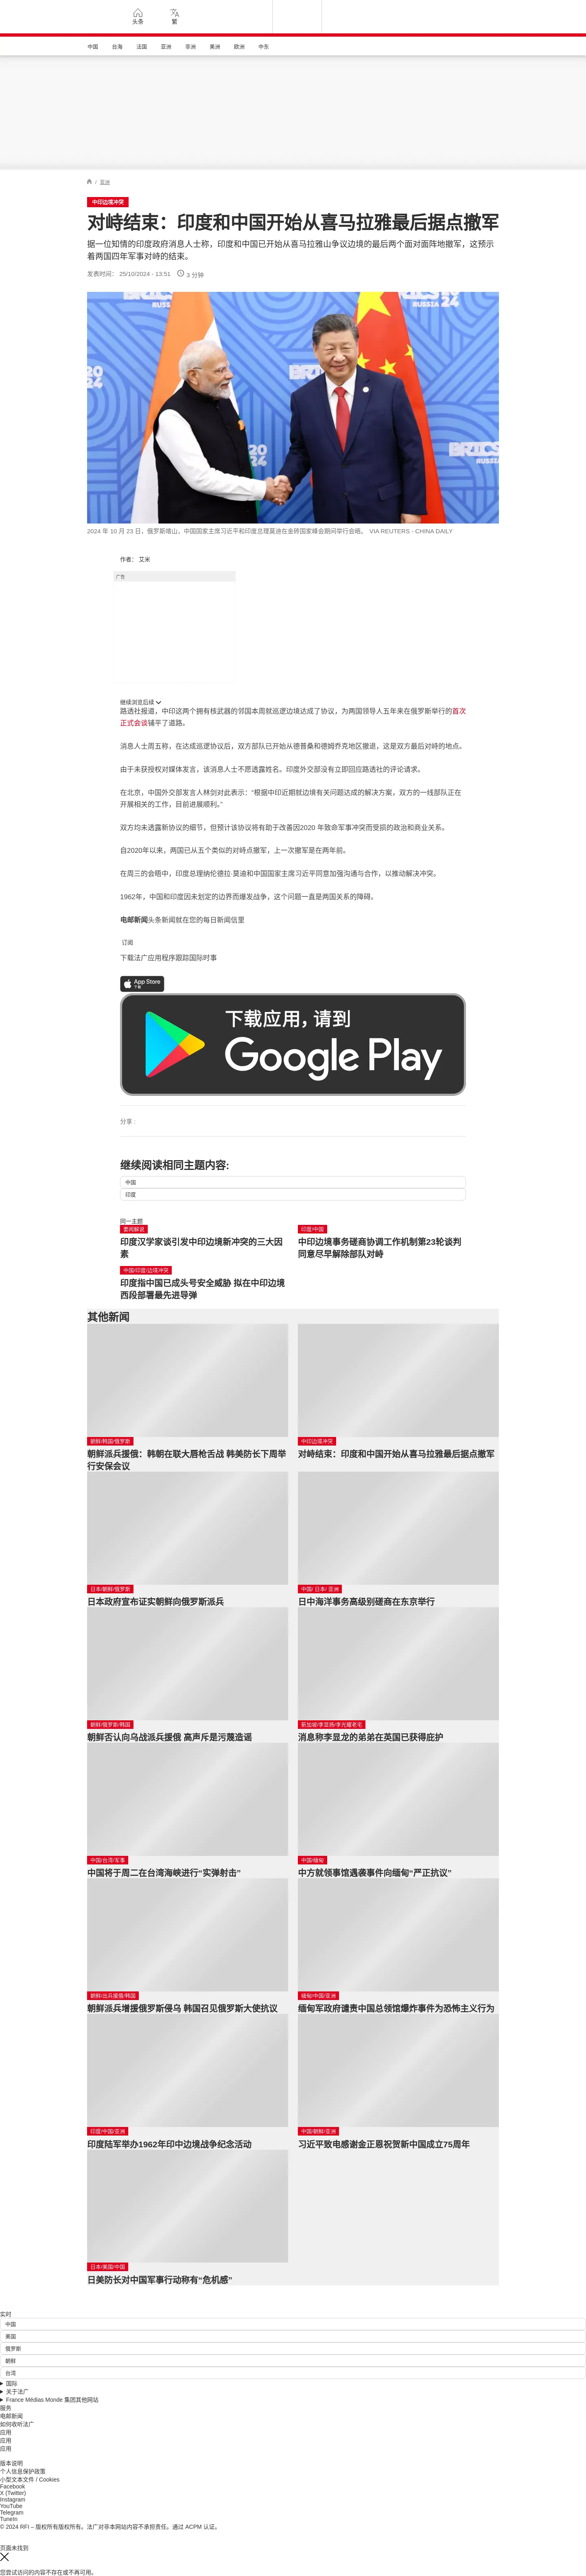 头条
繁
中国
台海
法国
亚洲
非洲
美洲
欧洲
中东
/ 亚洲
中印边境冲突
对峙结束：印度和中国开始从喜马拉雅最后据点撤军
据一位知情的印度政府消息人士称，印度和中国已开始从喜马拉雅山争议边境的最后两个面对面阵地撤军，这预示
着两国四年军事对峙的结束。
发表时间： 25/10/2024 - 13:51 3 分钟
2024 年 10 月 23 日，俄罗斯喀山，中国国家主席习近平和印度总理莫迪在金砖国家峰会期间举行会晤。 VIA REUTERS - CHINA DAILY
作者： 艾米
广告
继续浏览后续
路透社报道，中印这两个拥有核武器的邻国本周就巡逻边境达成了协议，为两国领导人五年来在俄罗斯举行的首次
正式会谈铺平了道路。
消息人士周五称，在达成巡逻协议后，双方部队已开始从德普桑和德姆乔克地区撤退，这是双方最后对峙的地点。
由于未获授权对媒体发言，该消息人士不愿透露姓名。印度外交部没有立即回应路透社的评论请求。
在北京，中国外交部发言人林剑对此表示：“根据中印近期就边境有关问题达成的解决方案，双方的一线部队正在
开展相关的工作，目前进展顺利。”
双方均未透露新协议的细节，但预计该协议将有助于改善因2020 年致命军事冲突而受损的政治和商业关系。
自2020年以来，两国已从五个类似的对峙点撤军，上一次撤军是在两年前。
在周三的会晤中，印度总理纳伦德拉·莫迪和中国国家主席习近平同意加强沟通与合作，以推动解决冲突。
1962年，中国和印度因未划定的边界而爆发战争，这个问题一直是两国关系的障碍。
电邮新闻头条新闻就在您的每日新闻信里
订阅
下载法广应用程序跟踪国际时事
App Store
下载
下载应用，请到
Google Play
分享 :
继续阅读相同主题内容:
中国
印度
同一主题
要闻解说
印度汉学家谈引发中印边境新冲突的三大因
素
印度/中国
中印边境事务磋商协调工作机制第23轮谈判
同意尽早解除部队对峙
中国/印度/边境冲突
印度指中国已成头号安全威胁 拟在中印边境
西段部署最先进导弹
其他新闻
朝鲜/韩国/俄罗斯
朝鲜派兵援俄：韩朝在联大唇枪舌战 韩美防长下周举
行安保会议
中印边境冲突
对峙结束：印度和中国开始从喜马拉雅最后据点撤军
日本/朝鲜/俄罗斯
日本政府宣布证实朝鲜向俄罗斯派兵
中国/ 日本/ 亚洲
日中海洋事务高级别磋商在东京举行
朝鲜/俄罗斯/韩国
朝鲜否认向乌战派兵援俄 高声斥是污蔑造谣
新加坡/李显扬/李光耀老宅
消息称李显龙的弟弟在英国已获得庇护
中国/台湾/军事
中国将于周二在台湾海峡进行“实弹射击”
中国/缅甸
中方就领事馆遇袭事件向缅甸“严正抗议”
朝鲜/出兵援俄/韩国
朝鲜派兵增援俄罗斯侵乌 韩国召见俄罗斯大使抗议
缅甸/中国/亚洲
缅甸军政府谴责中国总领馆爆炸事件为恐怖主义行为
印度/中国/亚洲
印度陆军举办1962年印中边境战争纪念活动
中国/朝鲜/亚洲
习近平致电感谢金正恩祝贺新中国成立75周年
日本/美国/中国
日美防长对中国军事行动称有“危机感”
实时
中国
美国
俄罗斯
朝鲜
台湾
国际
关于法广
France Médias Monde 集团其他网站
服务
电邮新闻
如何收听法广
应用
应用
应用
版本说明
个人信息保护政策
小型文本文件 / Cookies
Facebook
X (Twitter)
Instagram
YouTube
Telegram
TuneIn
© 2024 RFI – 版权所有版权所有。法广对非本网站内容不承担责任。通过 ACPM 认证。
页面未找到
您尝试访问的内容不存在或不再可用。